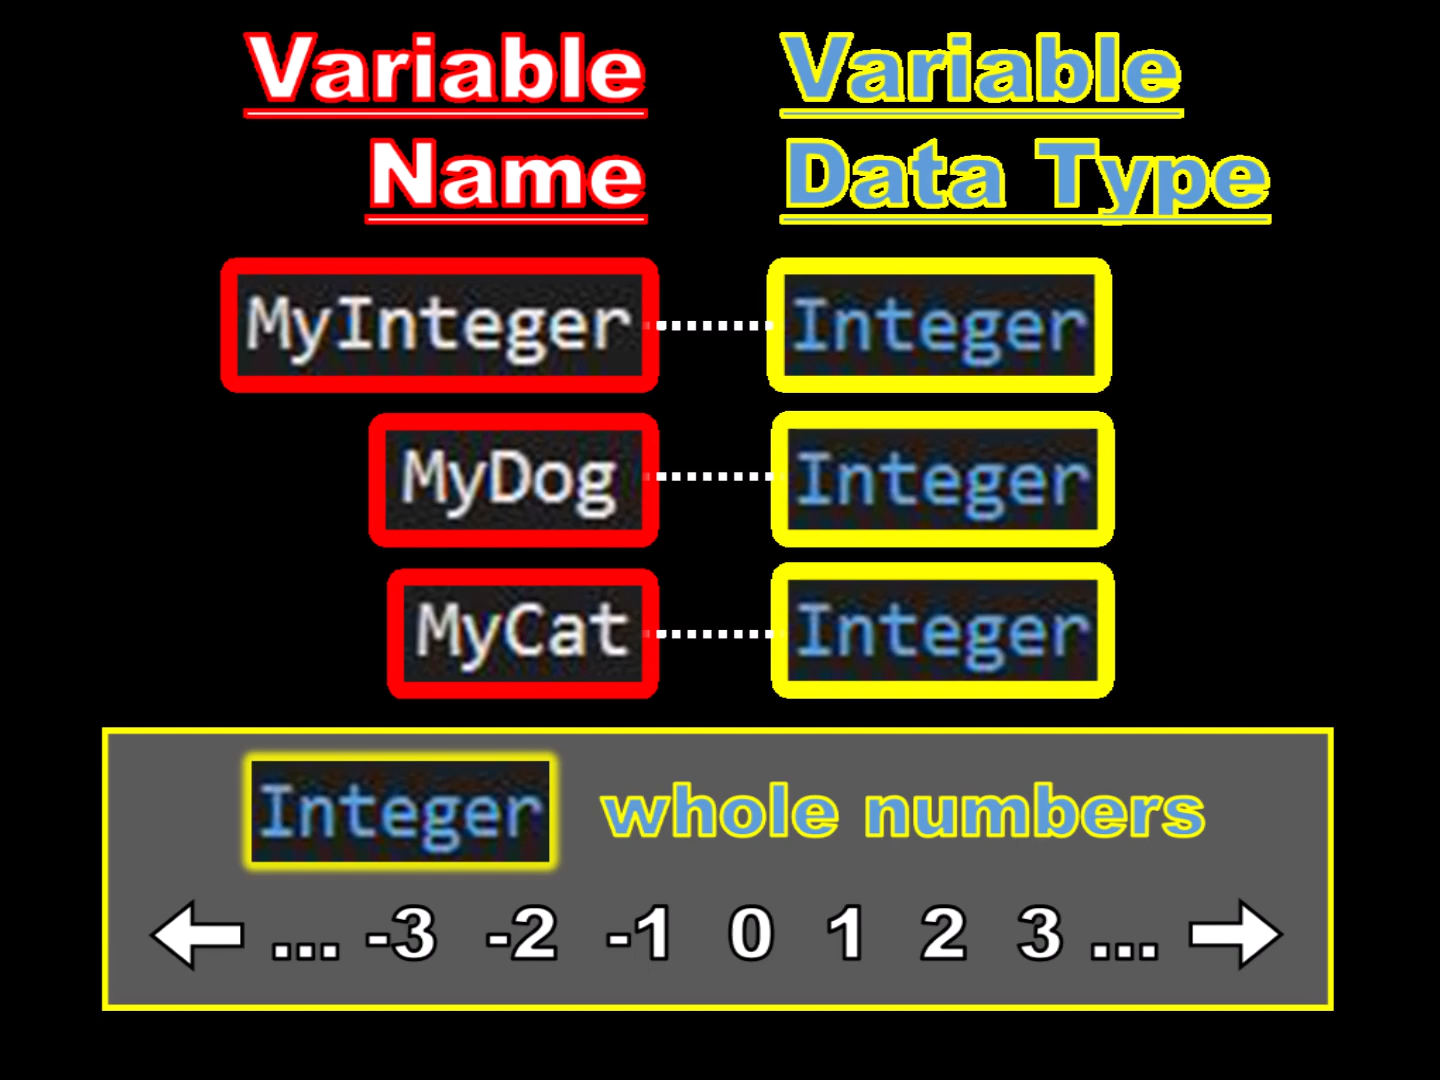 Variable Name
Variable Data Type
MyInteger Integer
MyDog Integer
MyCat Integer
Integer whole numbers
... -3 -2 -1 0 1 2 3 ...